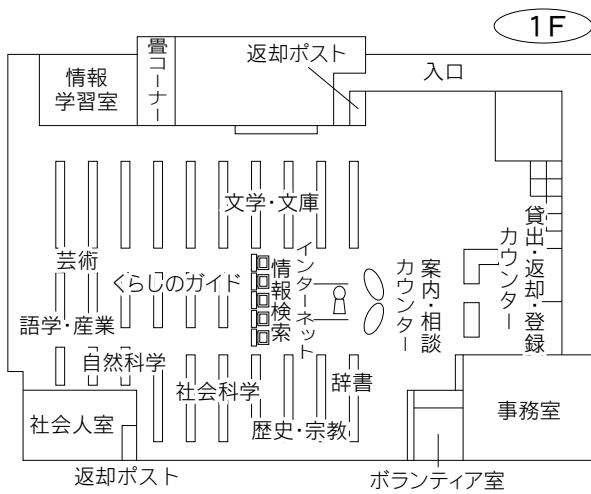 1F
返却ポスト
入口
畳コーナー
情報
学習室
文学・文庫
芸術
くらしのガイド
インターネット
情報検索
案内・相談
カウンター
貸出・返却・登録
カウンター
語学・産業
自然科学
社会科学
辞書
歴史・宗教
社会人室
事務室
返却ポスト
ボランティア室